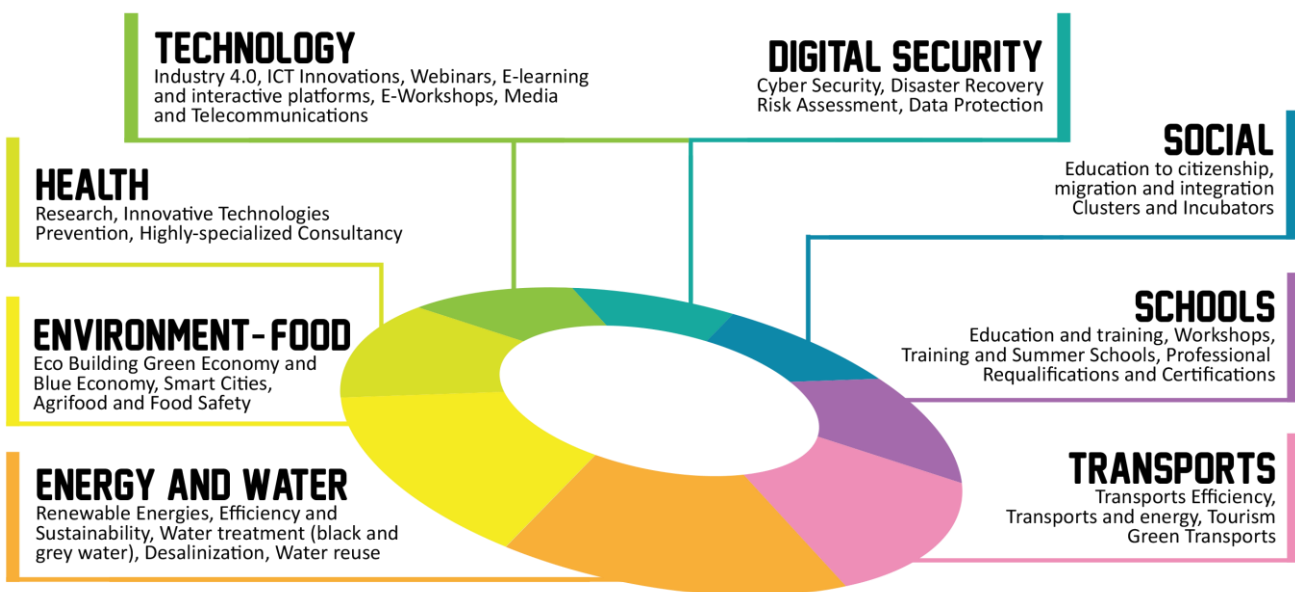 TECHNOLOGY
Industry 4.0, ICT Innovations, Webinars, E-learning
and interactive platforms, E-Workshops, Media
and Telecommunications
DIGITAL SECURITY
Cyber Security, Disaster Recovery
Risk Assessment, Data Protection
HEALTH
Research, Innovative Technologies
Prevention, Highly-specialized Consultancy
SOCIAL
Education to citizenship,
migration and integration
Clusters and Incubators
ENVIRONMENT-FOOD
Eco Building Green Economy and
Blue Economy, Smart Cities,
Agrifood and Food Safety
SCHOOLS
Education and training, Workshops,
Training and Summer Schools, Professional
Requalifications and Certifications
ENERGY AND WATER
Renewable Energies, Efficiency and
Sustainability, Water treatment (black and
grey water), Desalinization, Water reuse
TRANSPORTS
Transports Efficiency,
Transports and energy, Tourism
Green Transports